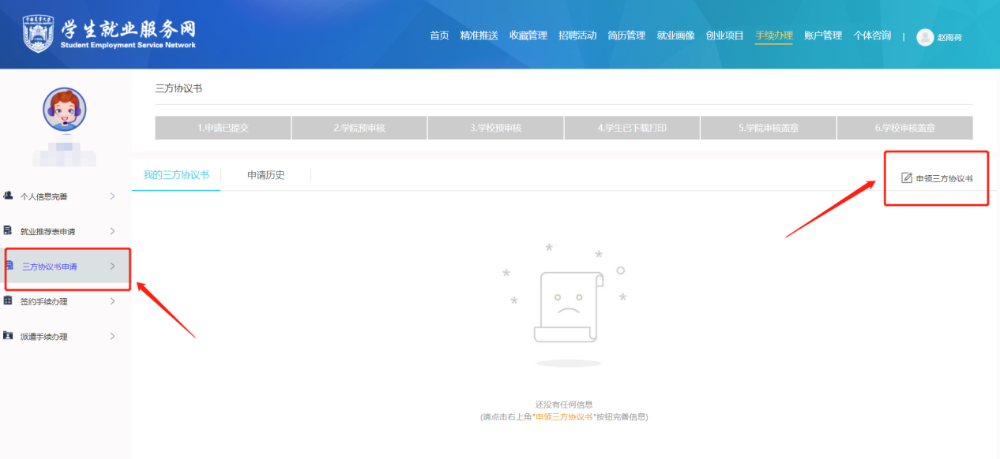 学生就业服务网
Student Employment Service Network
首页 精准推送 收藏管理 招聘活动 简历管理 就业画像 创业项目 手续办理 账户管理 个体咨询 | 赵雨荷
三方协议书
1.申请已提交 2.学院预审核 3.学校预审核 4.学生已下载打印 5.学院审核盖章 6.学校审核盖章
我的三方协议书 申请历史 申领三方协议书
个人信息完善
就业推荐表申请
三方协议书申请
签约手续办理
派遣手续办理
还没有任何信息
(请点击右上角"申领三方协议书"按钮完善信息)